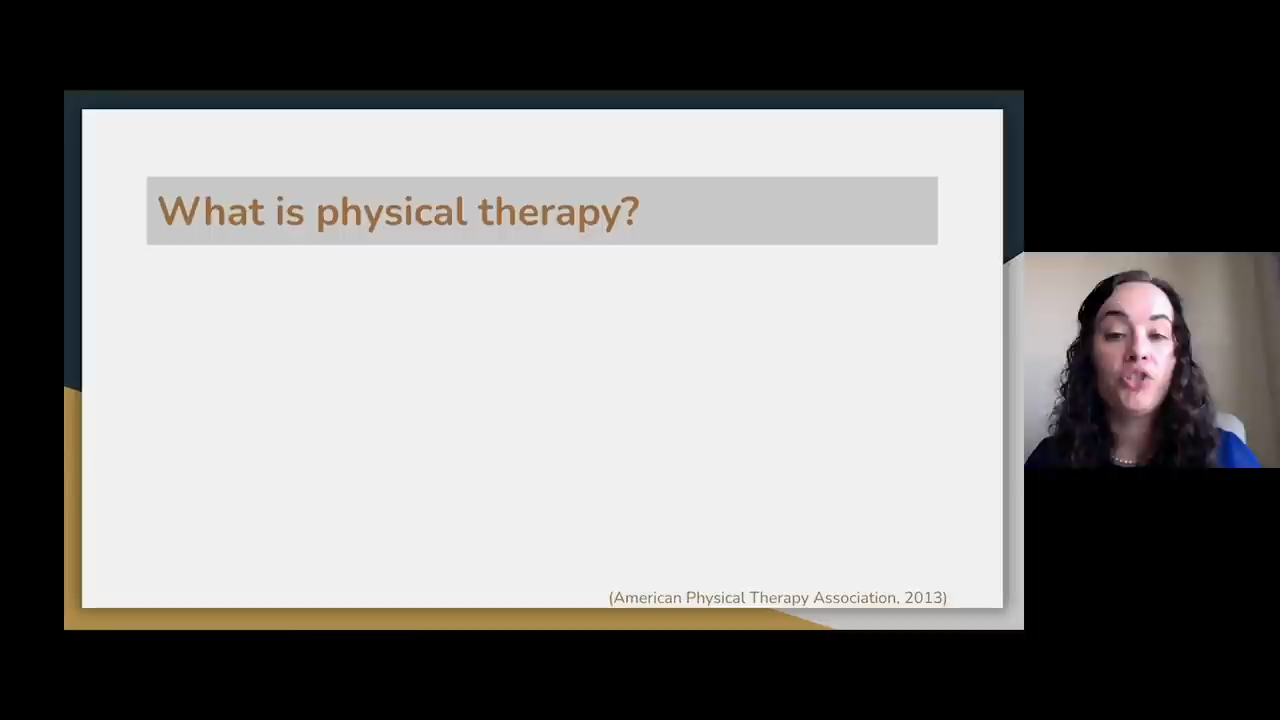 What is physical therapy?
(American Physical Therapy Association, 2013)